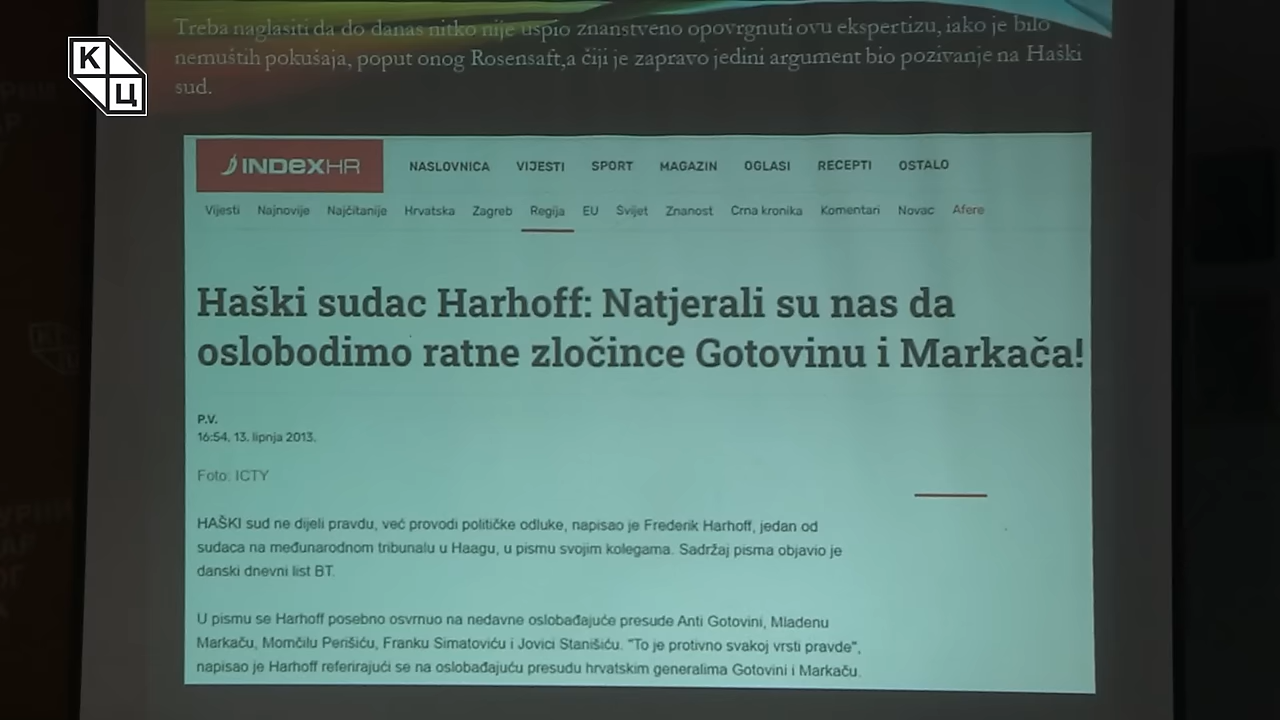 Treba naglasiti da do danas nitko nije uspio znanstveno opovrgnuti ovu ekspertizu, iako je bilo
nemuštih pokušaja, poput onog Rosensaft,a čiji je zapravo jedini argument bio pozivanje na Haški
sud.
К
Ц
INDEXHR
NASLOVNICA VIJESTI SPORT MAGAZIN OGLASI RECEPTI OSTALO
Vijesti Najnovije Najčitanije Hrvatska Zagreb Regija EU Svijet Znanost Crna kronika Komentari Novac Afere
Haški sudac Harhoff: Natjerali su nas da
oslobodimo ratne zločince Gotovinu i Markača!
P.V.
16:54, 13. lipnja 2013.
Foto: ICTY
HAŠKI sud ne dijeli pravdu, već provodi političke odluke, napisao je Frederik Harhoff, jedan od
sudaca na međunarodnom tribunalu u Haagu, u pismu svojim kolegama. Sadržaj pisma objavio je
danski dnevni list BT.
U pismu se Harhoff posebno osvrnuo na nedavne oslobađajuće presude Anti Gotovini, Mladenu
Markaču, Momčilu Perišiću, Franku Simatoviću i Jovici Stanišiću. "To je protivno svakoj vrsti pravde",
napisao je Harhoff referirajući se na oslobađajuću presudu hrvatskim generalima Gotovini i Markaču.